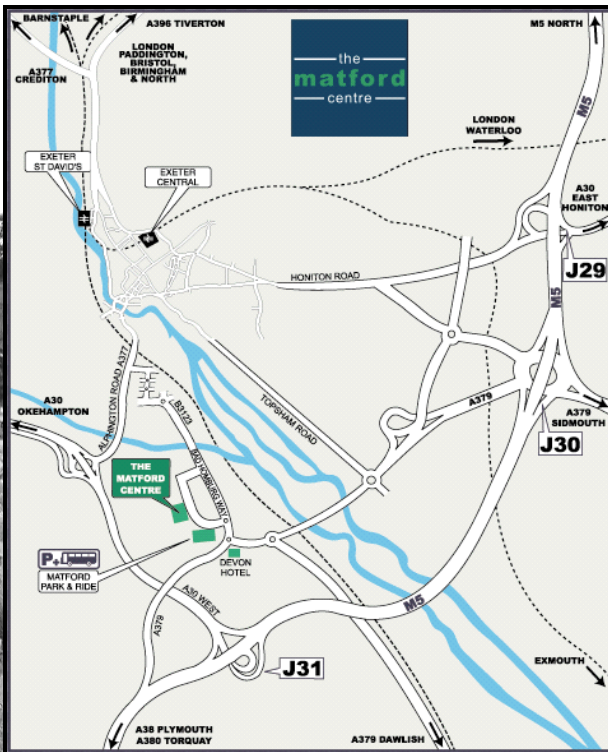 BARNSTAPLE
A396 TIVERTON
M5 NORTH
A377
CREDITON
LONDON
PADDINGTON,
BRISTOL,
BIRMINGHAM
& NORTH
the
matford
centre
M5
LONDON
WATERLOO
EXETER
ST DAVID'S
EXETER
CENTRAL
A30
EAST
HONITON
J29
HONITON ROAD
M5
ALPHINGTON ROAD A377
A30
OKEHAMPTON
B3123
TOPSHAM ROAD
A379
A379
SIDMOUTH
J30
BAD HOMBURG WAY
THE
MATFORD
CENTRE
P+
MATFORD
PARK & RIDE
DEVON
HOTEL
A30 WEST
A379
M5
J31
EXMOUTH
A38 PLYMOUTH
A380 TORQUAY
A379 DAWLISH